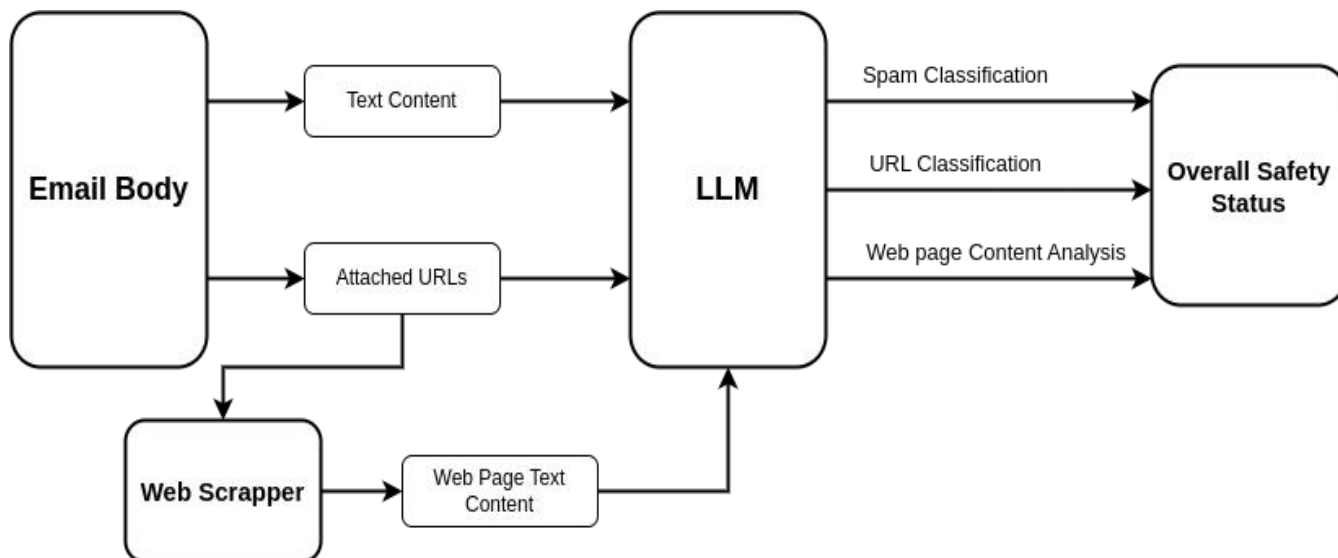 Text Content
Spam Classification
Email Body
LLM
URL Classification
Overall Safety
Status
Attached URLs
Web page Content Analysis
Web Scrapper
Web Page Text
Content